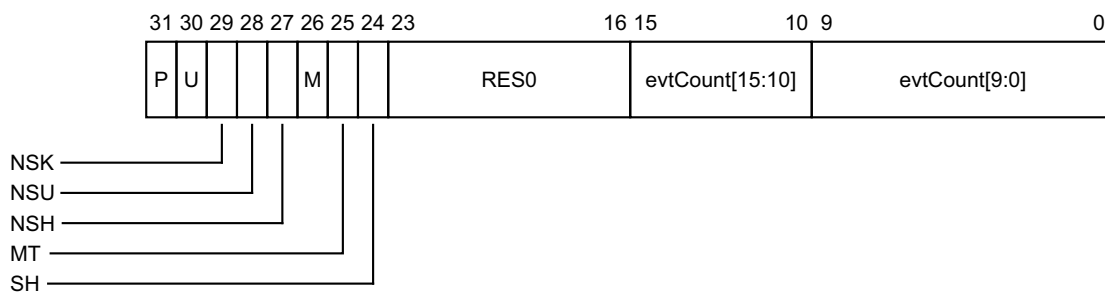 31 30 29 28 27 26 25 24 23 16 15 10 9 0
P U M RES0 evtCount[15:10] evtCount[9:0]
NSK
NSU
NSH
MT
SH